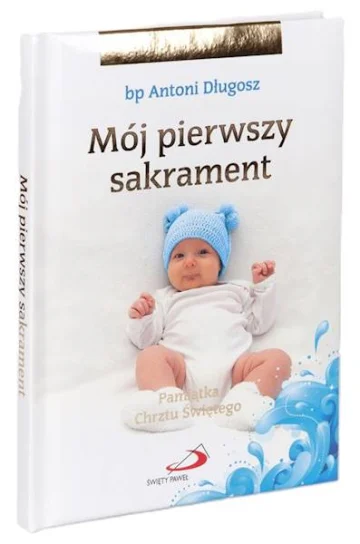 bp Antoni Długosz
Mój pierwszy
sakrament
Pamiątka
Chrztu Świętego
ŚWIĘTY PAWEŁ
Mój pierwszy sakrament